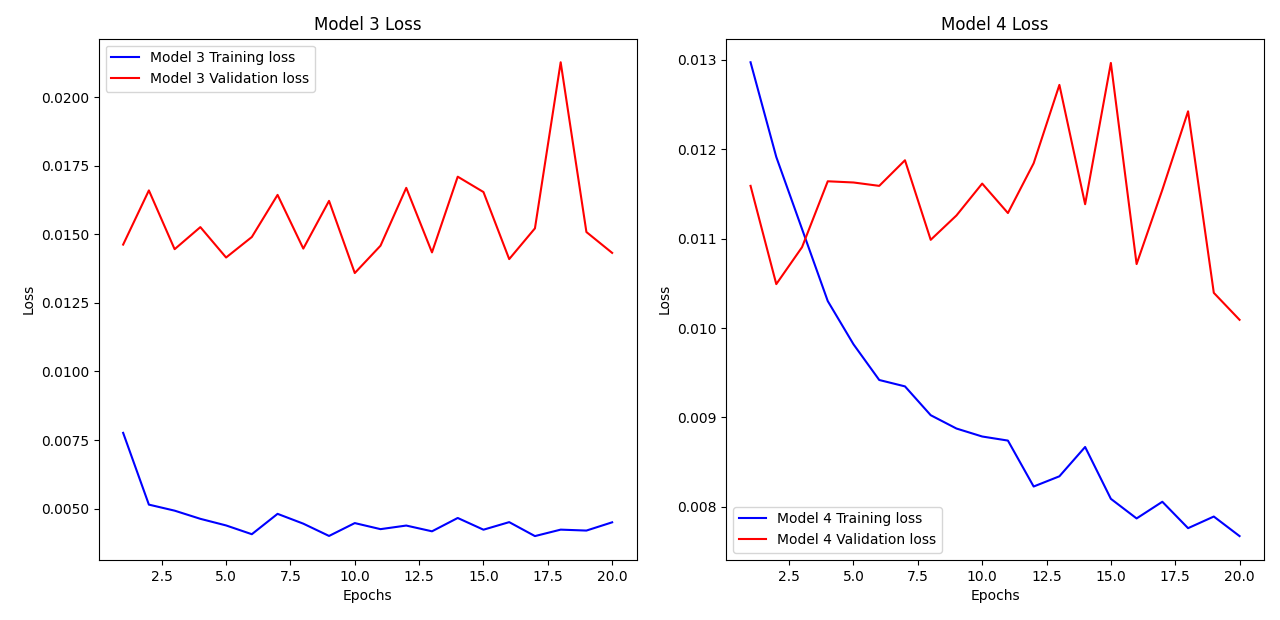 Model 3 Loss
Model 3 Training loss
Model 3 Validation loss
0.0200
0.0175
0.0150
0.0125
0.0100
0.0075
0.0050
Loss
2.5 5.0 7.5 10.0 12.5 15.0 17.5 20.0
Epochs
Model 4 Loss
0.013
0.012
0.011
0.010
0.009
0.008
Loss
Model 4 Training loss
Model 4 Validation loss
2.5 5.0 7.5 10.0 12.5 15.0 17.5 20.0
Epochs